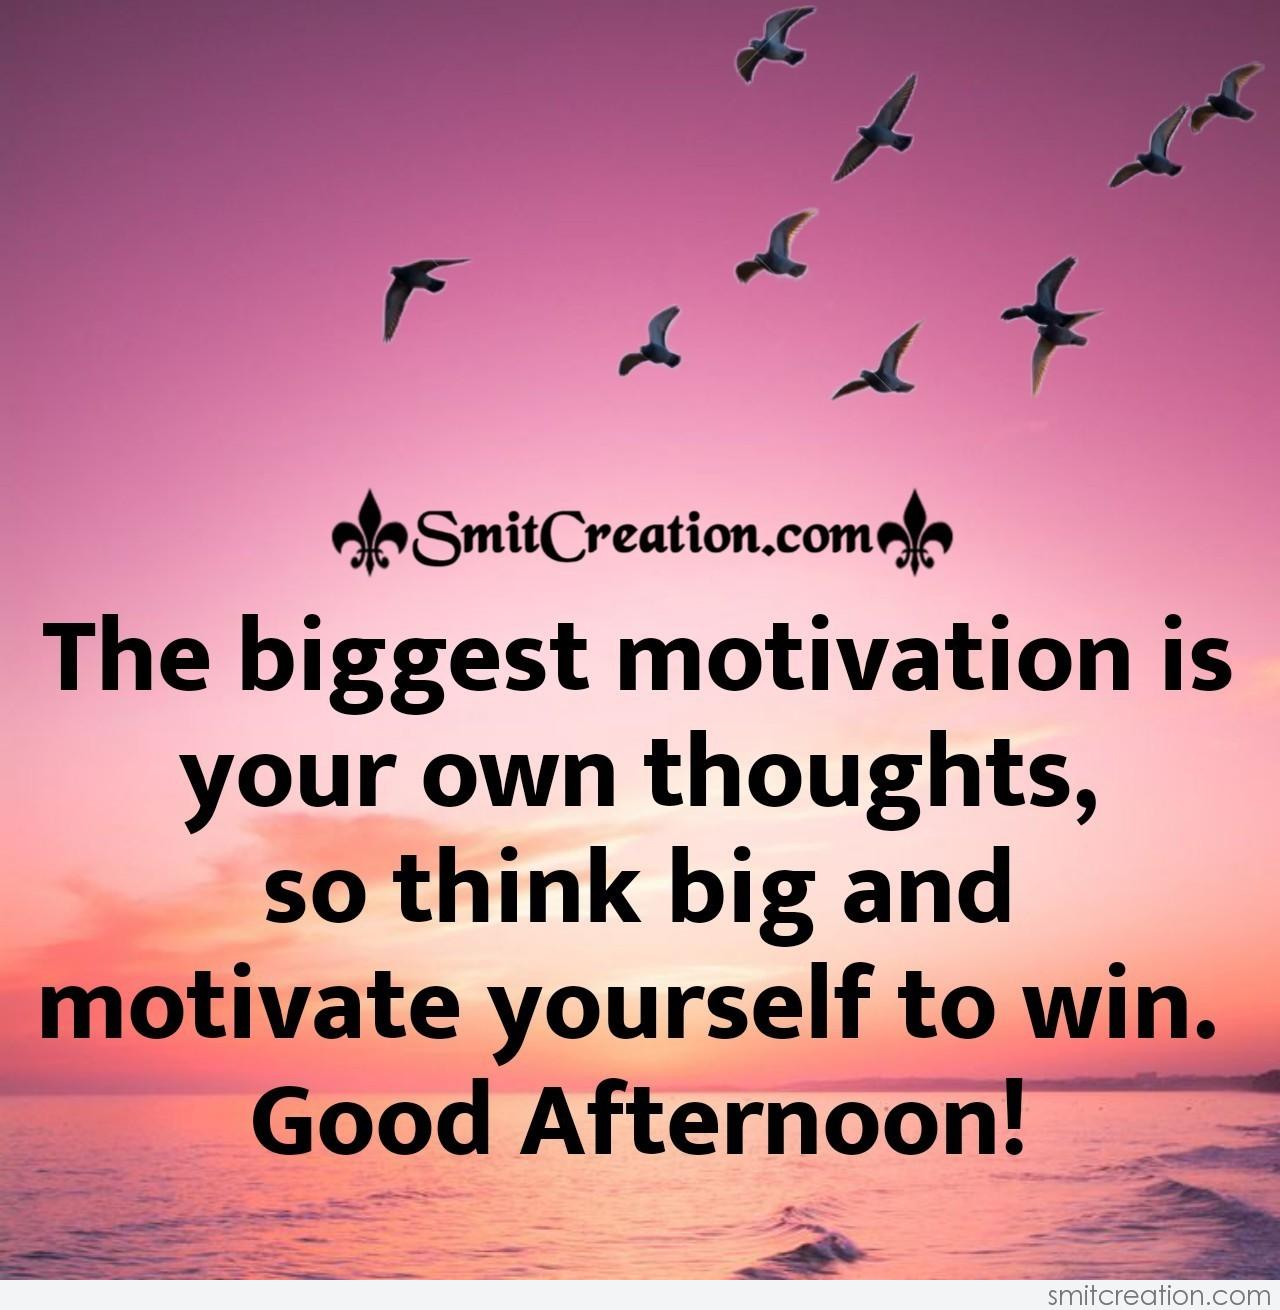 SmitCreation.com
The biggest motivation is
your own thoughts,
so think big and
motivate yourself to win.
Good Afternoon!
smitcreation.com